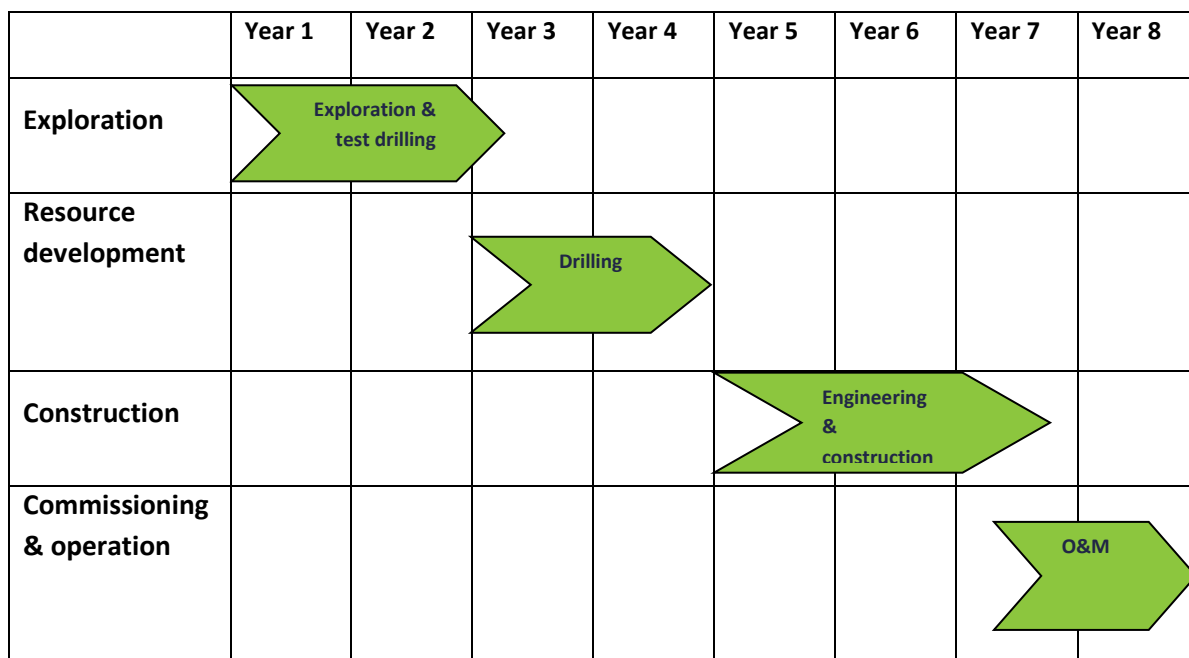 Year 1 Year 2 Year 3 Year 4 Year 5 Year 6 Year 7 Year 8
Exploration
Exploration &
test drilling
Resource
development
Drilling
Construction
Engineering
&
construction
Commissioning
& operation
O&M